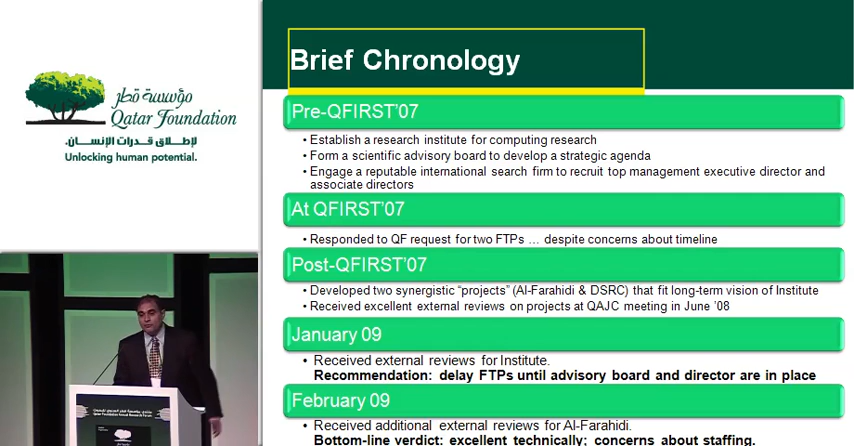 مؤسسة قطر
Qatar Foundation
لإطلاق قدرات الإنسان.
Unlocking human potential.
Brief Chronology
Pre-QFIRST'07
• Establish a research institute for computing research
• Form a scientific advisory board to develop a strategic agenda
• Engage a reputable international search firm to recruit top management executive director and
associate directors
At QFIRST'07
• Responded to QF request for two FTPs … despite concerns about timeline
Post-QFIRST'07
• Developed two synergistic “projects” (Al-Farahidi & DSRC) that fit long-term vision of Institute
• Received excellent external reviews on projects at QAJC meeting in June ’08
January 09
• Received external reviews for Institute.
Recommendation: delay FTPs until advisory board and director are in place
February 09
• Received additional external reviews for Al-Farahidi.
Bottom-line verdict: excellent technically; concerns about staffing.
Qatar Foundation Annual Research Forum